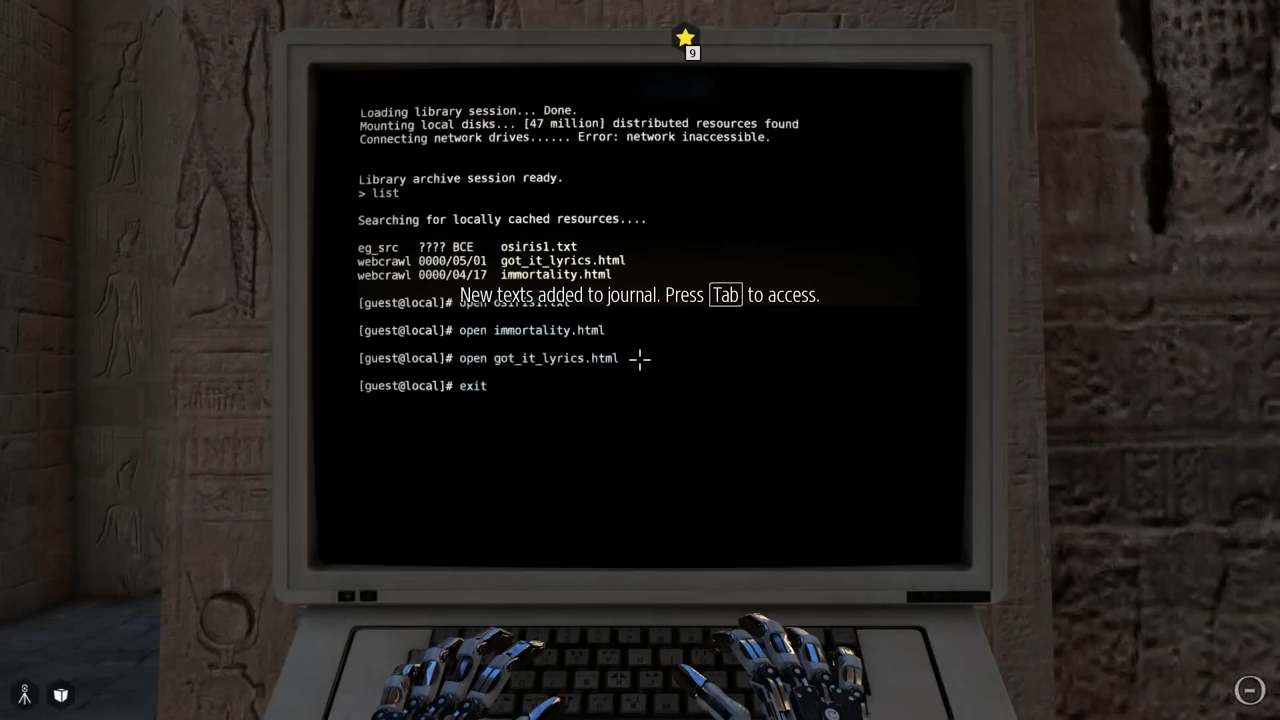 9
Loading library session... Done.
Mounting local disks... [47 million] distributed resources found
Connecting network drives...... Error: network inaccessible.
Library archive session ready.
> list
Searching for locally cached resources....
eg_src ???? BCE osiris1.txt
webcrawl 0000/05/01 got_it_lyrics.html
webcrawl 0000/04/17 immortality.html
New texts added to journal. Press Tab to access.
[guest@local]# open osiris1.txt
[guest@local]# open immortality.html
[guest@local]# open got_it_lyrics.html
[guest@local]# exit